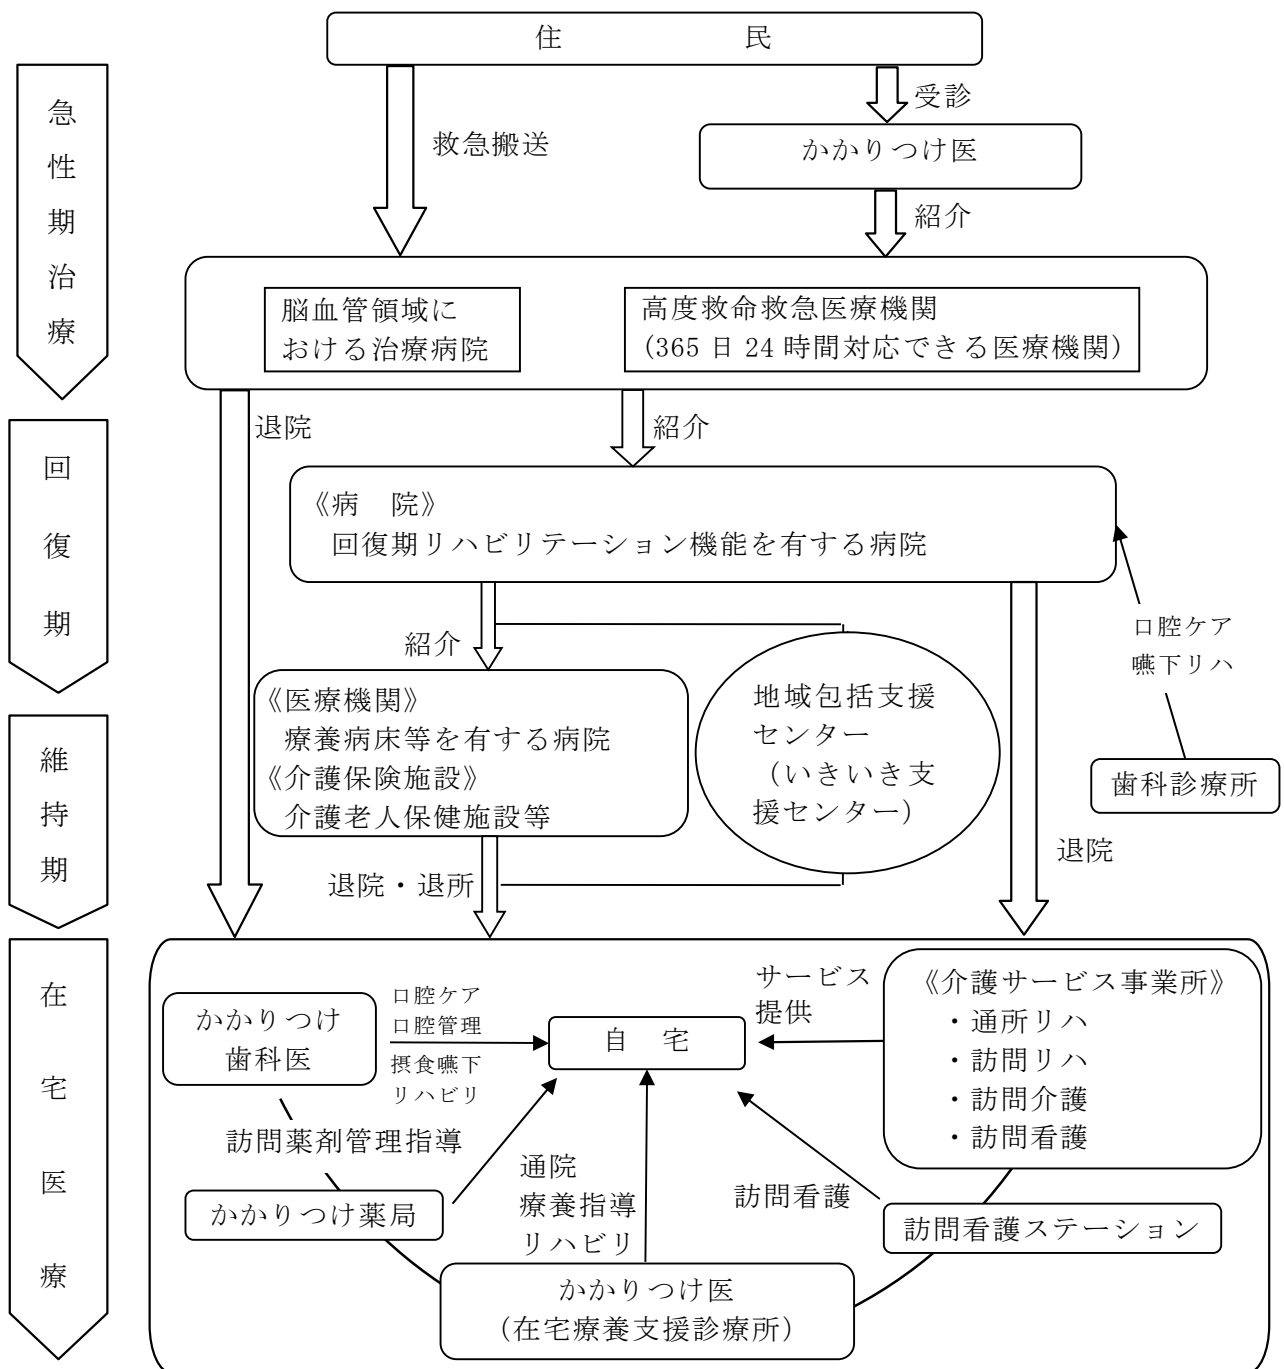 住 民
急性期治療
救急搬送
受診
かかりつけ医
紹介
脳血管領域に
おける治療病院
高度救命救急医療機関
(365 日 24 時間対応できる医療機関)
回復期
退院
紹介
《病 院》
回復期リハビリテーション機能を有する病院
口腔ケア
嚥下リハ
歯科診療所
紹介
維持期
《医療機関》
療養病床等を有する病院
《介護保険施設》
介護老人保健施設等
地域包括支援
センター
（いきいき支
援センター）
退院
退院・退所
在宅医療
かかりつけ
歯科医
口腔ケア
口腔管理
摂食嚥下
リハビリ
自 宅
サービス
提供
《介護サービス事業所》
・通所リハ
・訪問リハ
・訪問介護
・訪問看護
訪問薬剤管理指導
かかりつけ薬局
通院
療養指導
リハビリ
訪問看護
訪問看護ステーション
かかりつけ医
（在宅療養支援診療所）